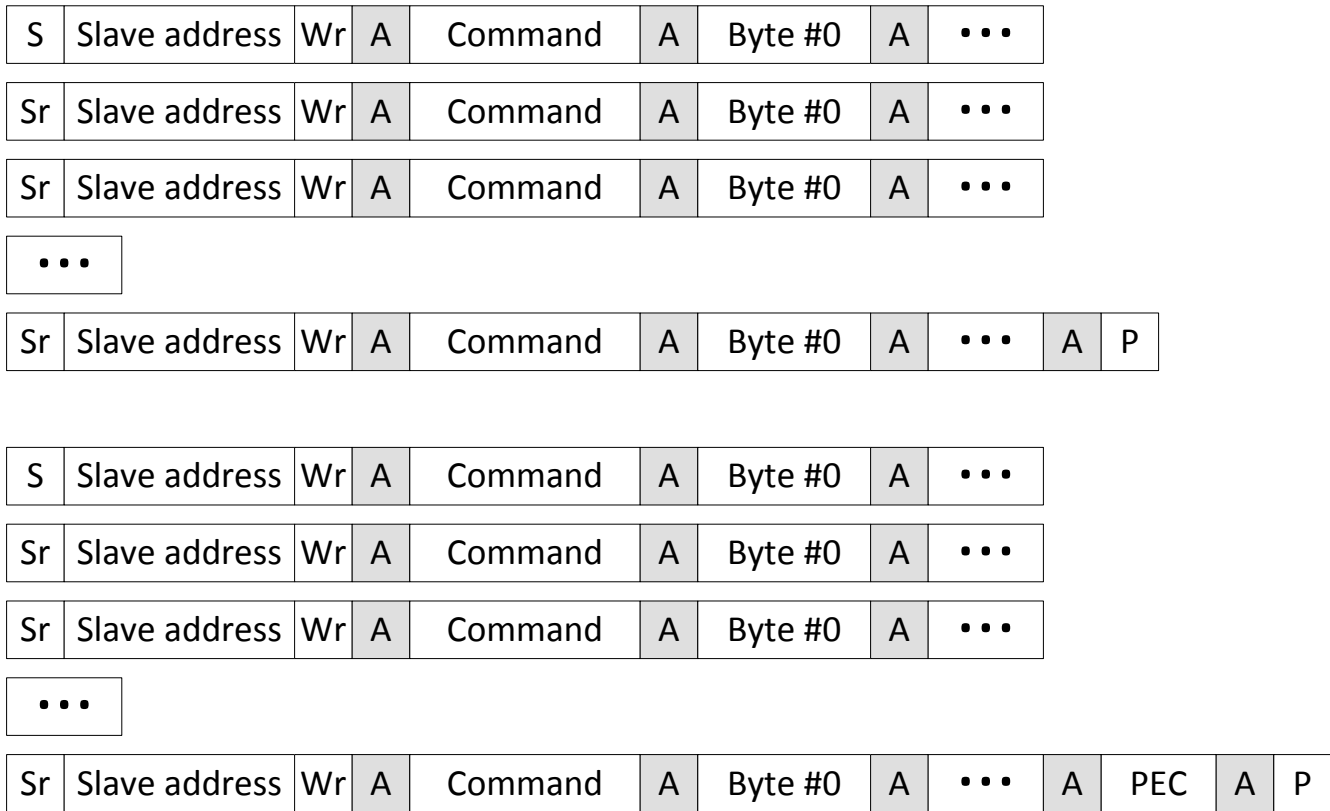 S Slave address Wr A Command A Byte #0 A •••
Sr Slave address Wr A Command A Byte #0 A •••
Sr Slave address Wr A Command A Byte #0 A •••
•••
Sr Slave address Wr A Command A Byte #0 A ••• A P
S Slave address Wr A Command A Byte #0 A •••
Sr Slave address Wr A Command A Byte #0 A •••
Sr Slave address Wr A Command A Byte #0 A •••
•••
Sr Slave address Wr A Command A Byte #0 A ••• A PEC A P